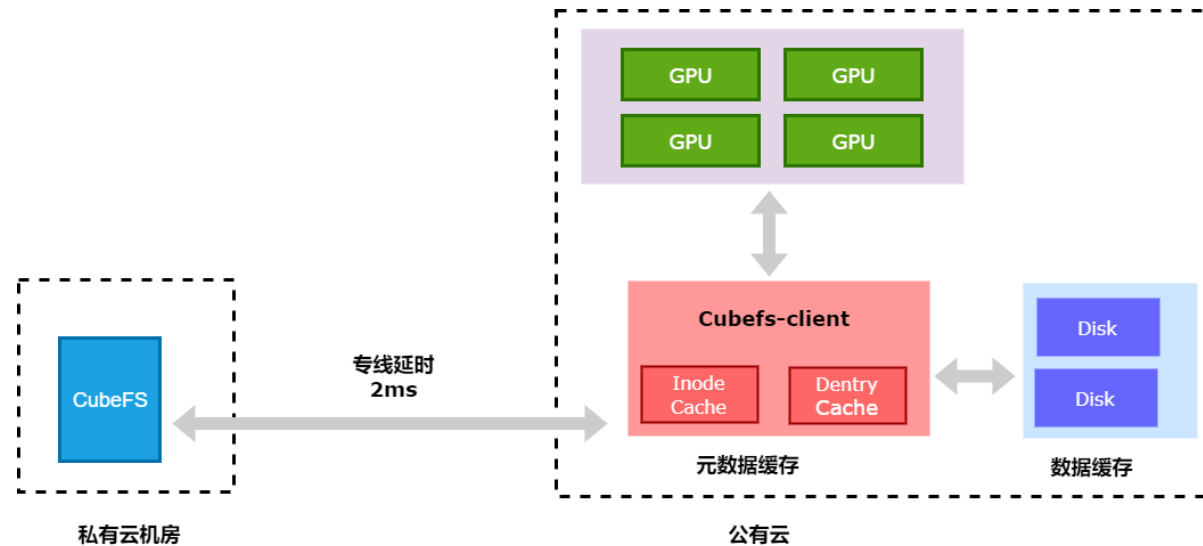 GPU
GPU
GPU
GPU
Cubefs-client
Inode
Cache
Dentry
Cache
Disk
Disk
专线延时
2ms
CubeFS
元数据缓存
数据缓存
私有云机房
公有云